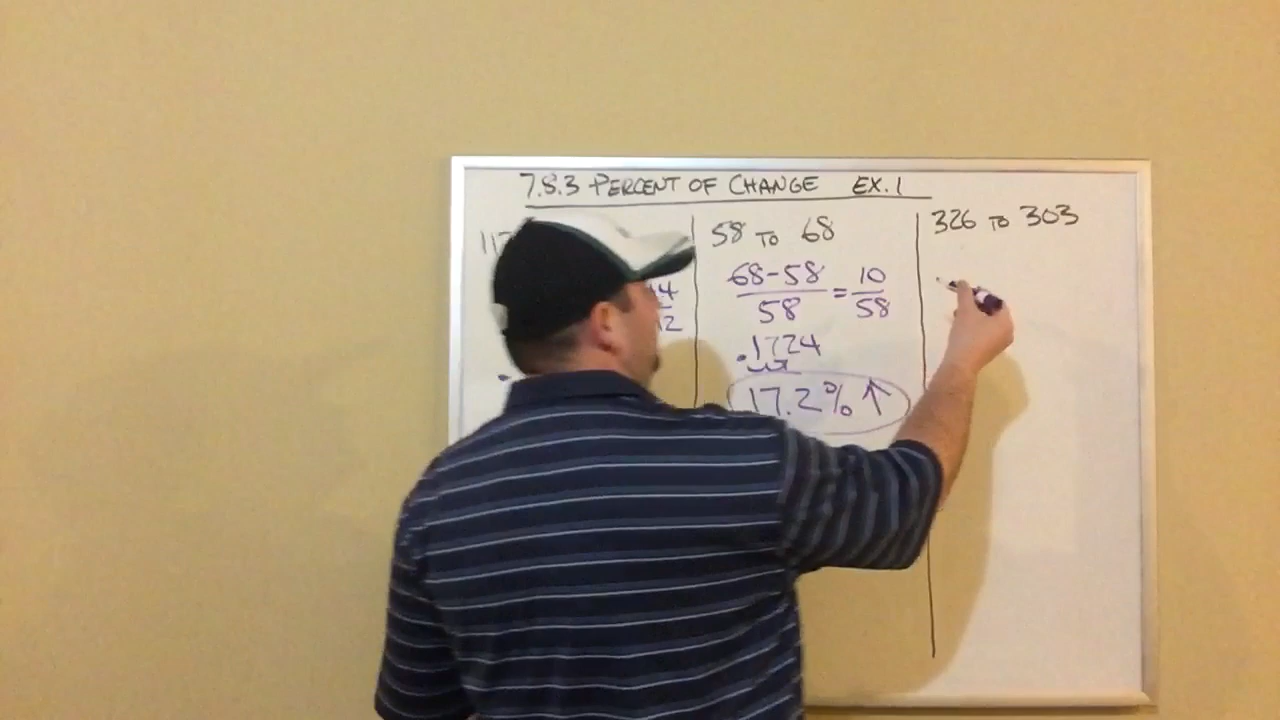 7.8.3 PERCENT OF CHANGE EX. 1
58 TO 68
68-58
58
= 10
58
.1724
17.2% ↑
326 TO 303